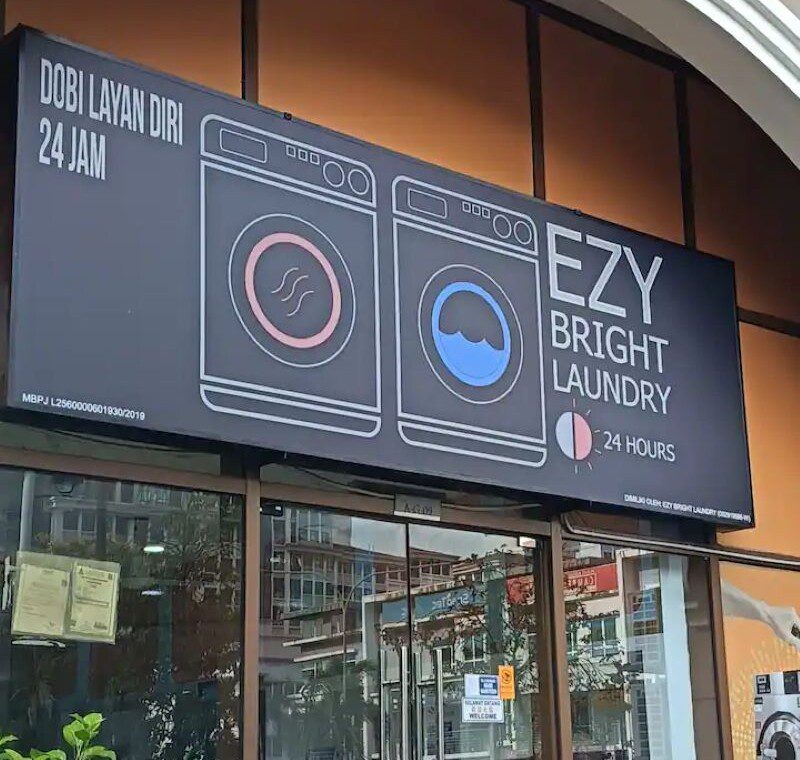 DOBI LAYAN DIRI
24 JAM
EZY
BRIGHT
LAUNDRY
24 HOURS
MBPJ L2560000601930/2019
DIMILIKI OLEH: EZY BRIGHT LAUNDRY
SELAMAT DATANG
WELCOME